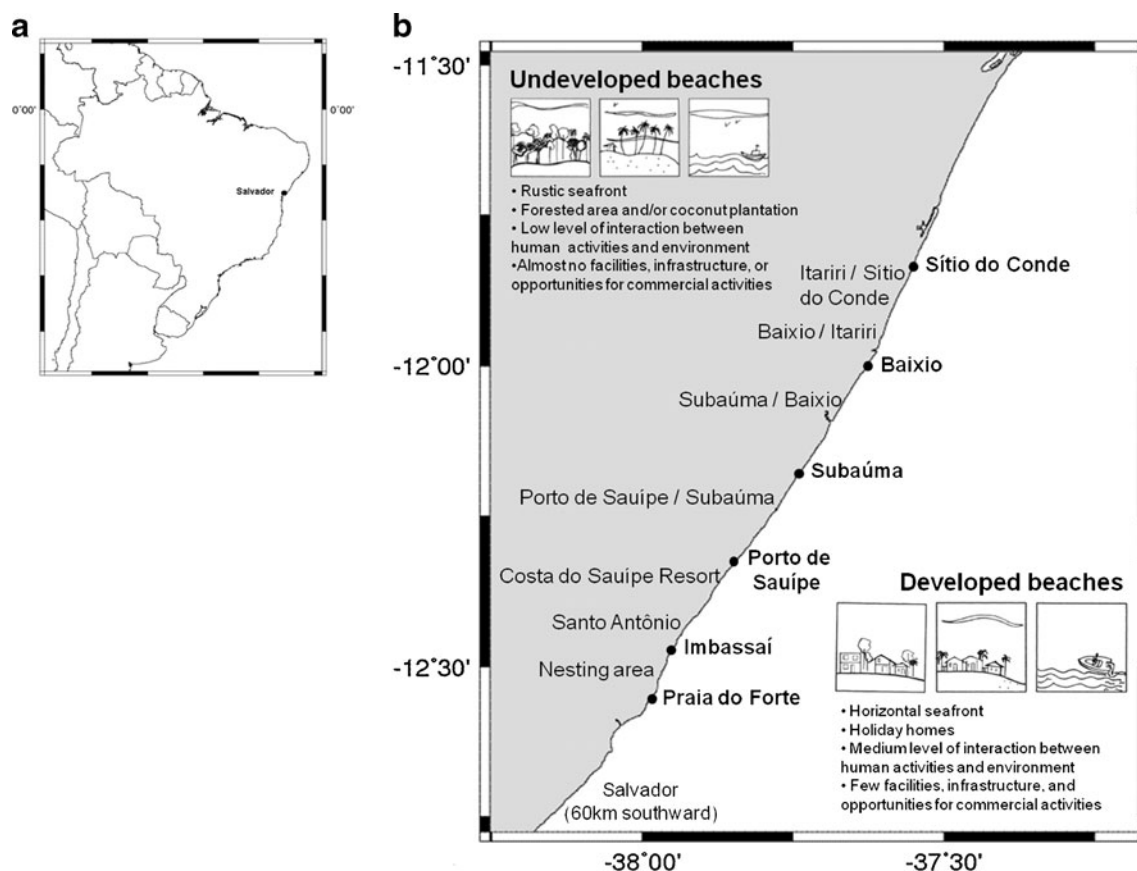 a
0°00'
0°00'
Salvador
b
-11°30'
-12°00'
-12°30'
-38°00'
-37°30'
Undeveloped beaches
• Rustic seafront
• Forested area and/or coconut plantation
• Low level of interaction between
human activities and environment
•Almost no facilities, infrastructure, or
opportunities for commercial activities
Itariri / Sítio
do Conde
Sítio do Conde
Baixio / Itariri
Baixio
Subaúma / Baixio
Subaúma
Porto de Sauípe / Subaúma
Porto de
Sauípe
Costa do Sauípe Resort
Santo Antônio
Imbassaí
Nesting area
Praia do Forte
Salvador
(60km southward)
Developed beaches
• Horizontal seafront
• Holiday homes
• Medium level of interaction between
human activities and environment
• Few facilities, infrastructure, and
opportunities for commercial activities